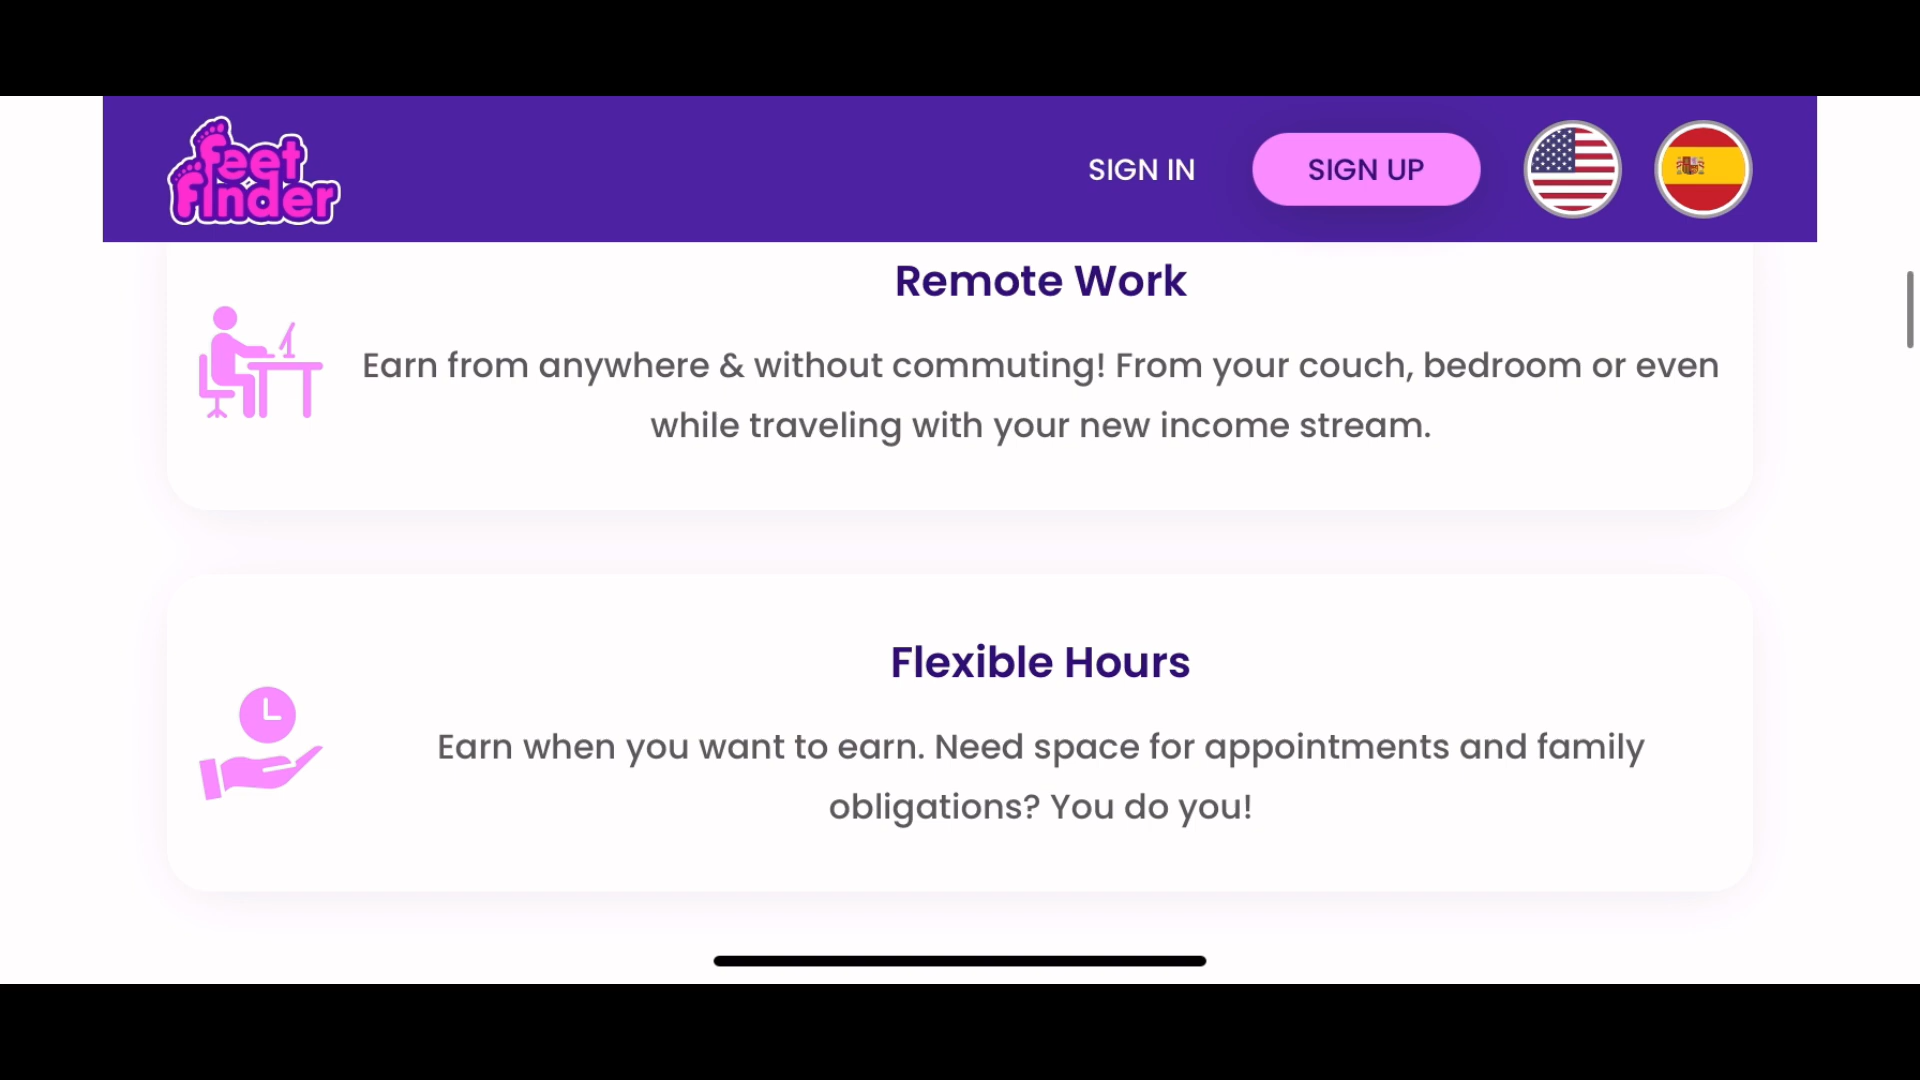 feet
finder
SIGN IN
SIGN UP
Remote Work
Earn from anywhere & without commuting! From your couch, bedroom or even
while traveling with your new income stream.
Flexible Hours
Earn when you want to earn. Need space for appointments and family
obligations? You do you!